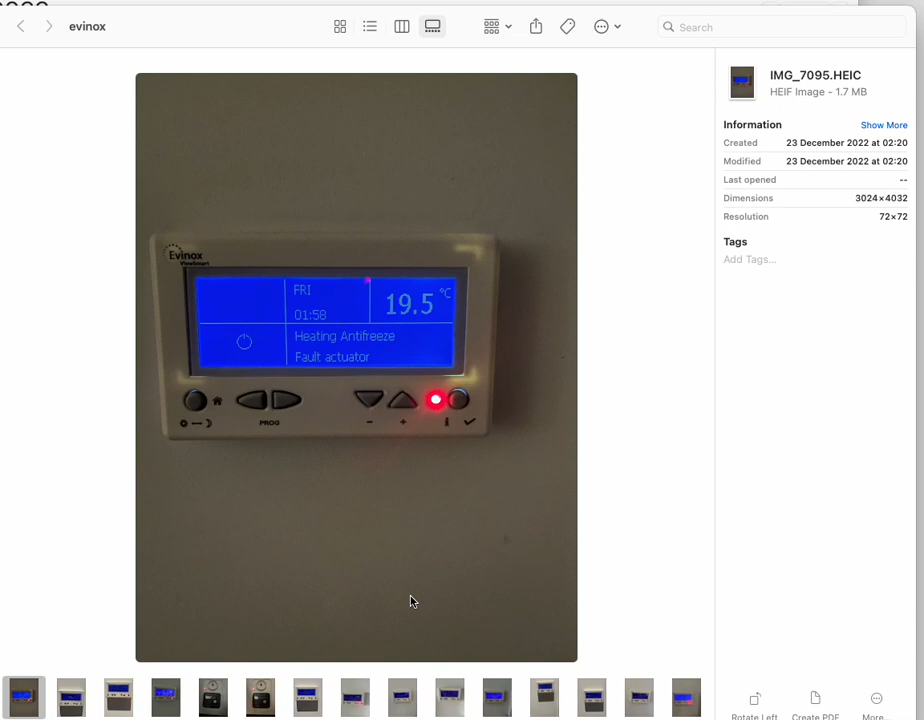 evinox
Search
IMG_7095.HEIC
HEIF Image - 1.7 MB
Information
Show More
Created 23 December 2022 at 02:20
Modified 23 December 2022 at 02:20
Last opened --
Dimensions 3024×4032
Resolution 72×72
Tags
Add Tags...
Evinox
ViewSmart
FRI
19.5 °C
01:58
Heating Antifreeze
Fault actuator
PROG
- + i
Rotate Left Create PDF More...